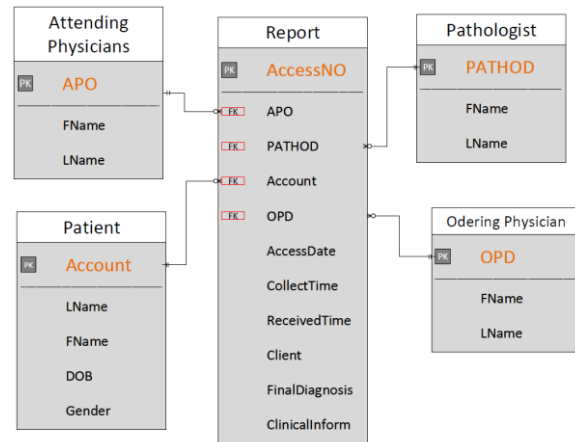 Attending
Physicians
PK APO
FName
LName
Report
PK AccessNO
FK APO
FK PATHOD
FK Account
FK OPD
AccessDate
CollectTime
ReceivedTime
Client
FinalDiagnosis
ClinicalInform
Pathologist
PK PATHOD
FName
LName
Patient
PK Account
LName
FName
DOB
Gender
Odering Physician
PK OPD
FName
LName